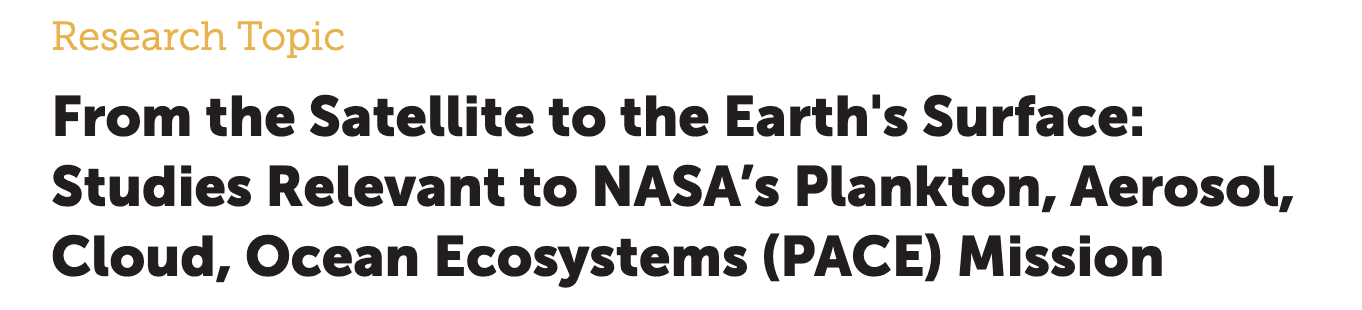 Research Topic
From the Satellite to the Earth's Surface:
Studies Relevant to NASA’s Plankton, Aerosol,
Cloud, Ocean Ecosystems (PACE) Mission